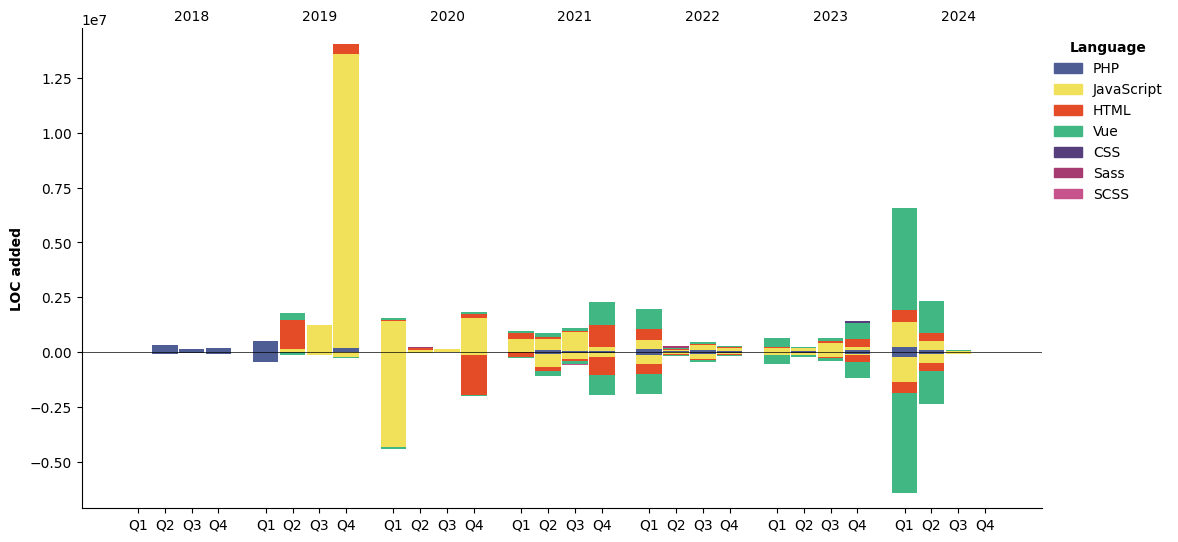 2018 2019 2020 2021 2022 2023 2024
1e7
1.25
1.00
0.75
0.50
0.25
0.00
−0.25
−0.50
LOC added
Q1 Q2 Q3 Q4 Q1 Q2 Q3 Q4 Q1 Q2 Q3 Q4 Q1 Q2 Q3 Q4 Q1 Q2 Q3 Q4 Q1 Q2 Q3 Q4 Q1 Q2 Q3 Q4
Language
PHP
JavaScript
HTML
Vue
CSS
Sass
SCSS